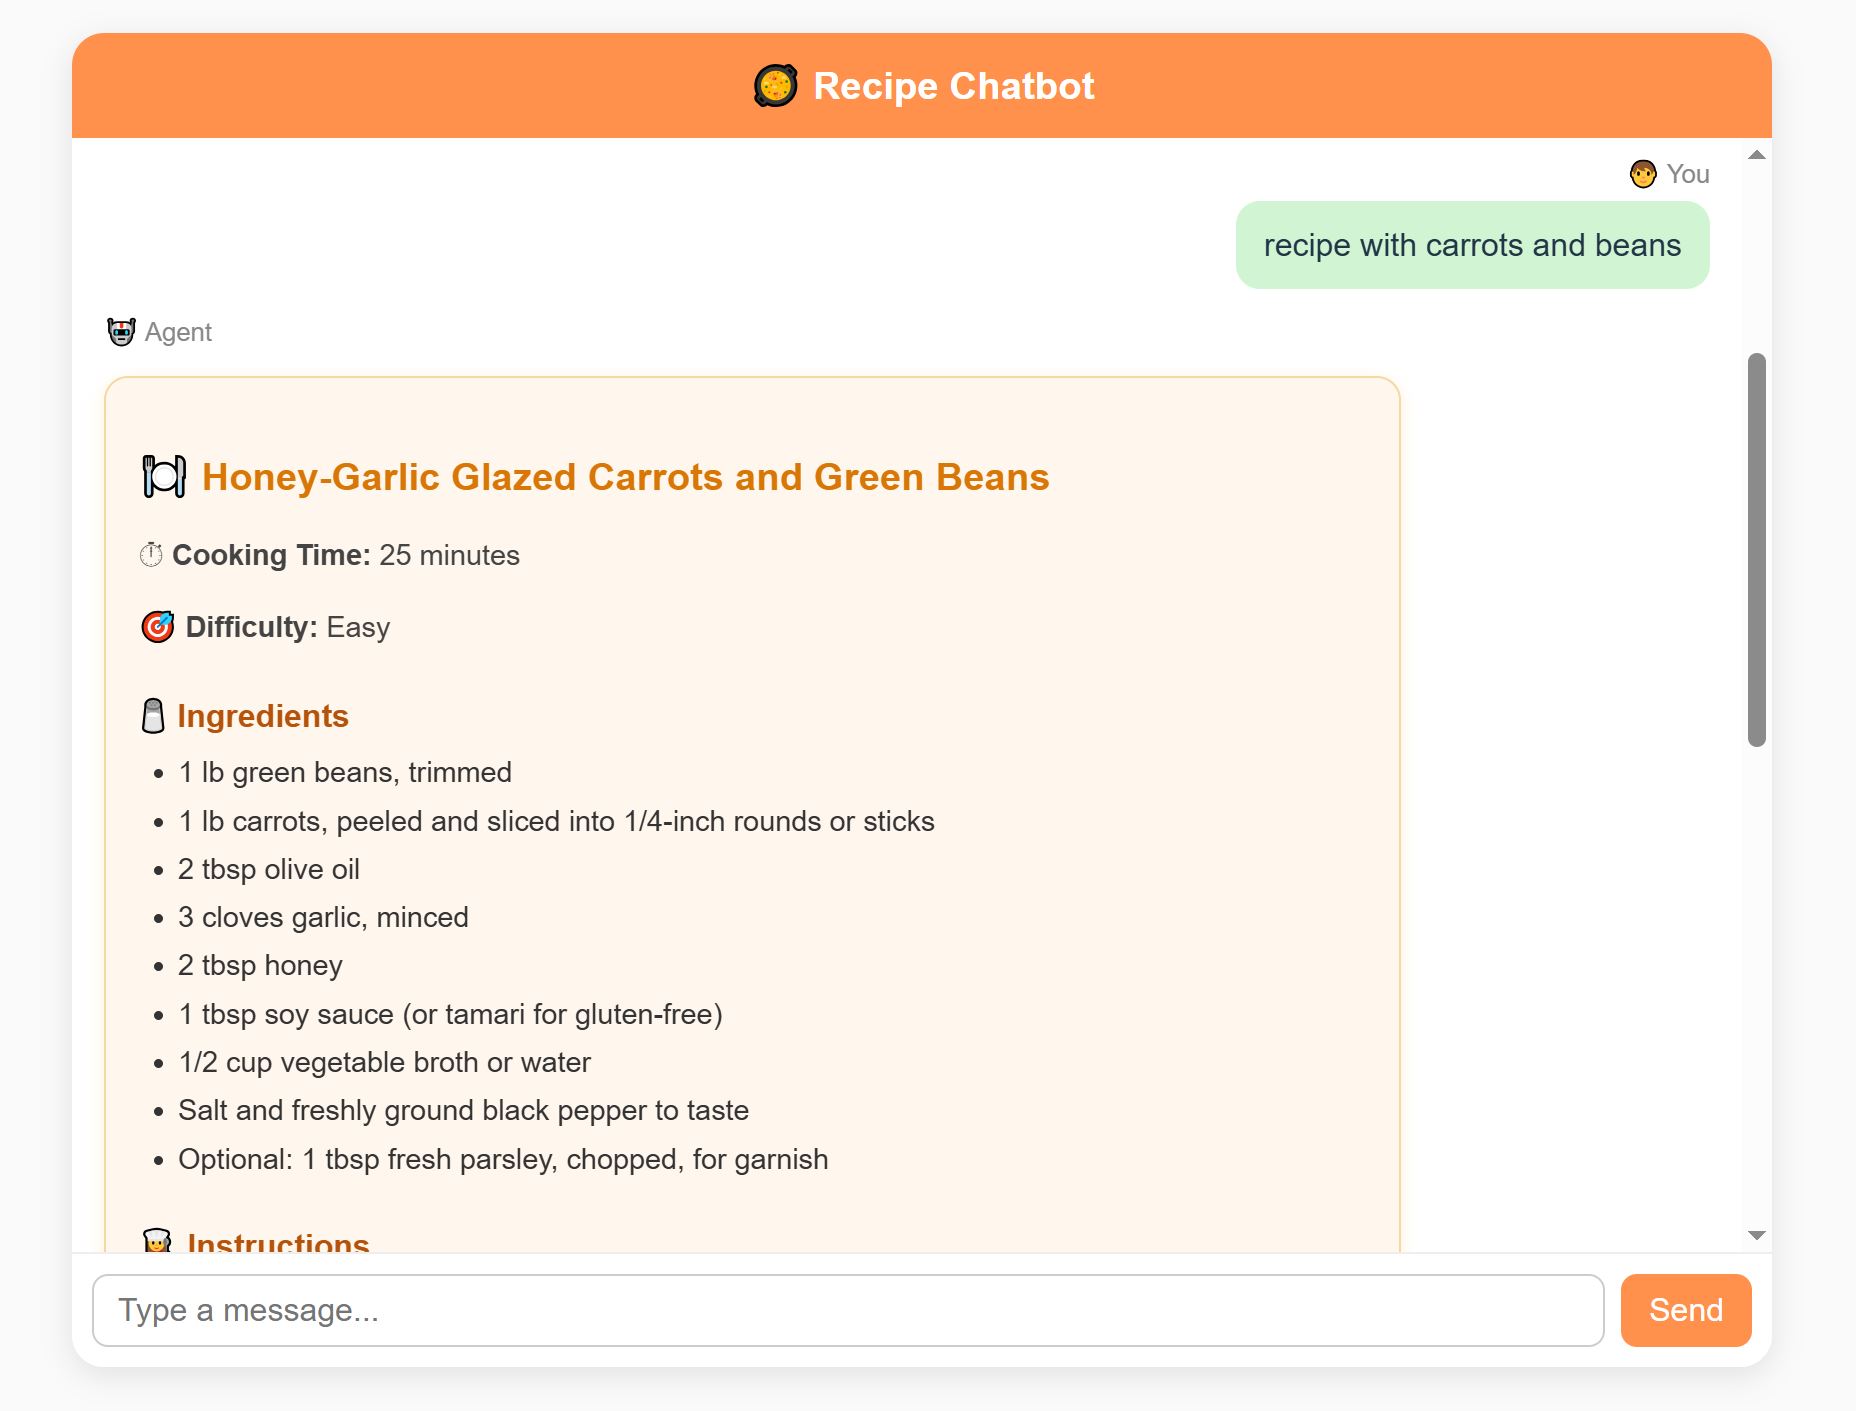 Recipe Chatbot
You
recipe with carrots and beans
Agent
Honey-Garlic Glazed Carrots and Green Beans
Cooking Time: 25 minutes
Difficulty: Easy
Ingredients
• 1 lb green beans, trimmed
• 1 lb carrots, peeled and sliced into 1/4-inch rounds or sticks
• 2 tbsp olive oil
• 3 cloves garlic, minced
• 2 tbsp honey
• 1 tbsp soy sauce (or tamari for gluten-free)
• 1/2 cup vegetable broth or water
• Salt and freshly ground black pepper to taste
• Optional: 1 tbsp fresh parsley, chopped, for garnish
Instructions
Type a message...
Send